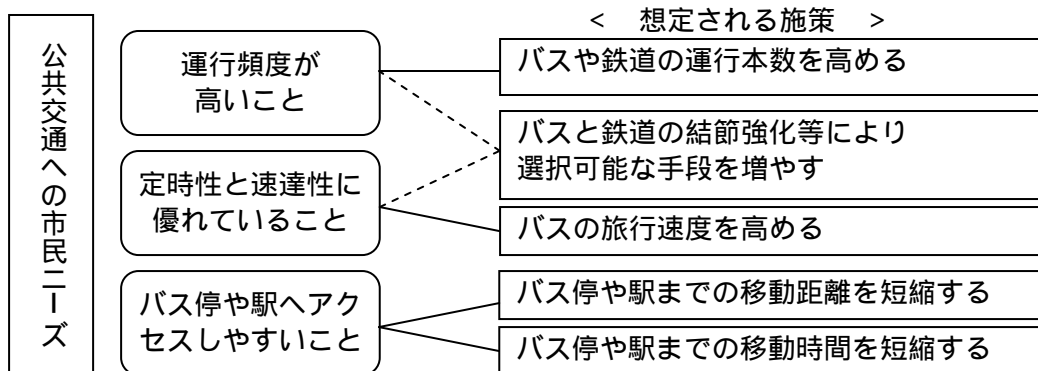 < 想定される施策 >
公共交通への市民ニーズ
運行頻度が
高いこと
バスや鉄道の運行本数を高める
バスと鉄道の結節強化等により
選択可能な手段を増やす
定時性と速達性に
優れていること
バスの旅行速度を高める
バス停や駅へアク
セスしやすいこと
バス停や駅までの移動距離を短縮する
バス停や駅までの移動時間を短縮する